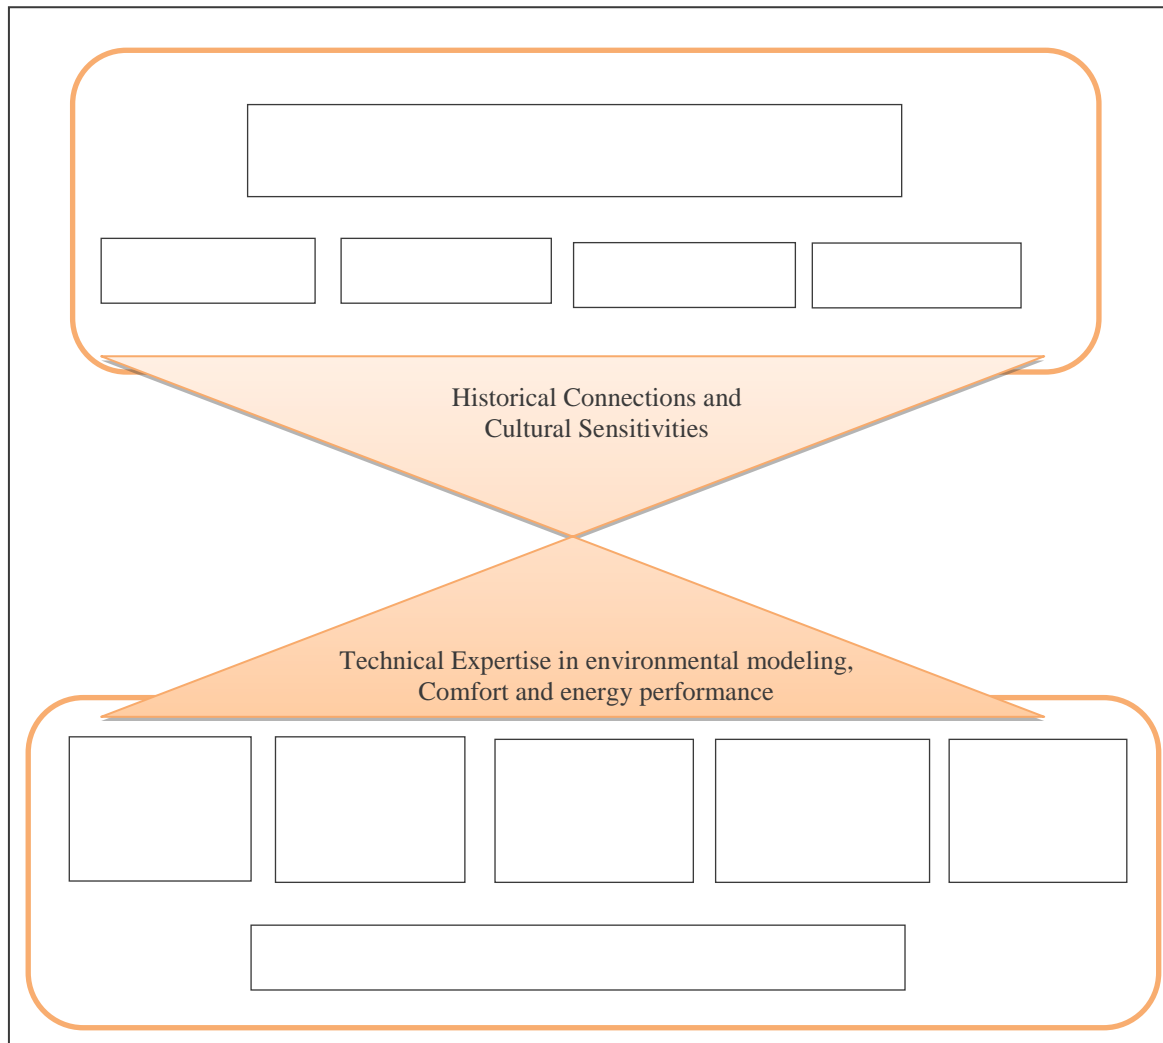 Historical Connections and
Cultural Sensitivities
Technical Expertise in environmental modeling,
Comfort and energy performance